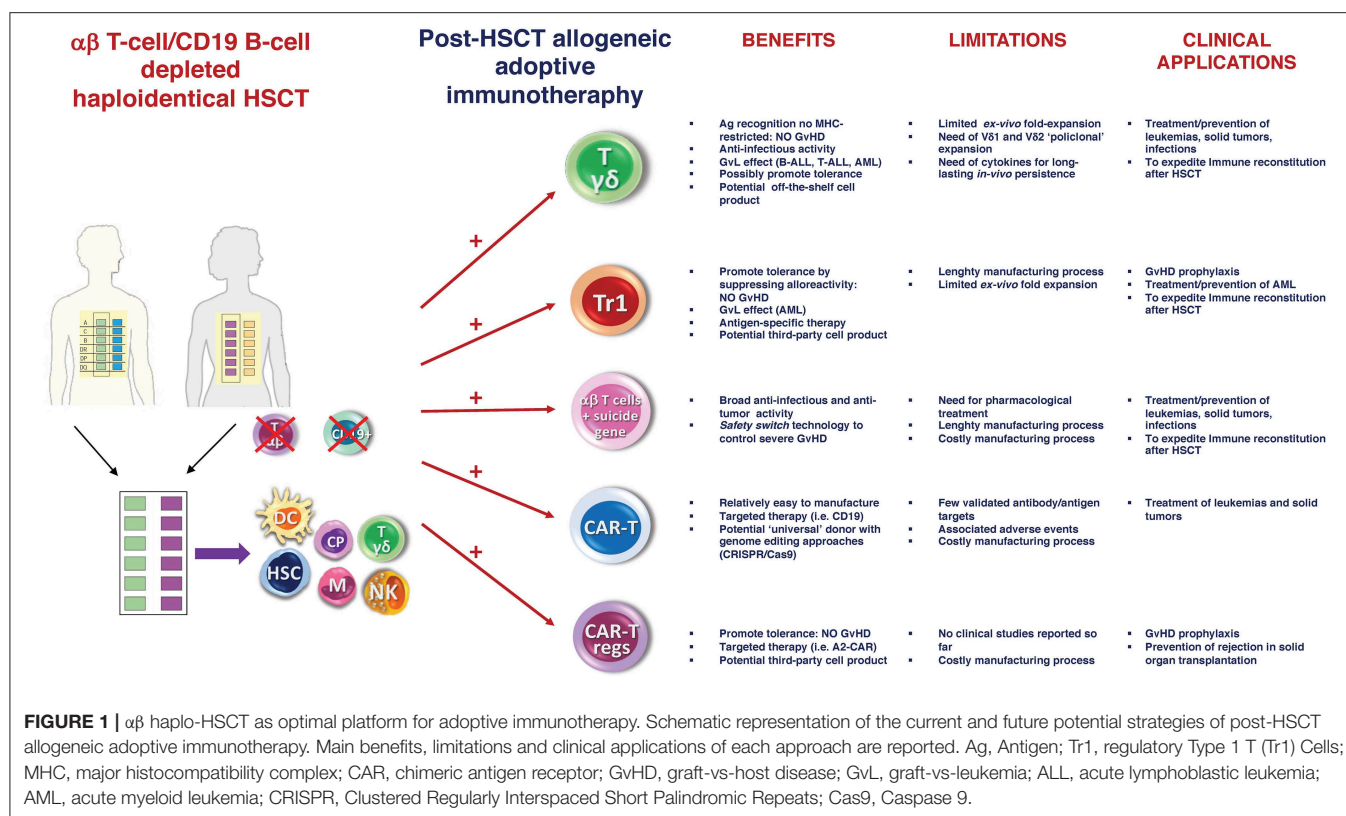 αβ T-cell/CD19 B-cell
depleted
haploidentical HSCT
Post-HSCT allogeneic
adoptive
immunotheraphy
BENEFITS
LIMITATIONS
CLINICAL
APPLICATIONS
A
C
B
DR
DP
DQ
T
αβ
CD19+
DC
CP
T
γδ
HSC
M
NK
+
+
+
+
+
T
γδ
▪ Ag recognition no MHC-
restricted: NO GvHD
▪ Anti-infectious activity
▪ GvL effect (B-ALL, T-ALL, AML)
▪ Possibly promote tolerance
▪ Potential off-the-shelf cell
product
▪ Limited ex-vivo fold-expansion
▪ Need of Vδ1 and Vδ2 'policlonal'
expansion
▪ Need of cytokines for long-
lasting in-vivo persistence
▪ Treatment/prevention of
leukemias, solid tumors,
infections
▪ To expedite Immune reconstitution
after HSCT
Tr1
▪ Promote tolerance by
suppressing alloreactivity:
NO GvHD
▪ GvL effect (AML)
▪ Antigen-specific therapy
▪ Potential third-party cell product
▪ Lenghty manufacturing process
▪ Limited ex-vivo fold expansion
▪ GvHD prophylaxis
▪ Treatment/prevention of AML
▪ To expedite Immune reconstitution
after HSCT
αβ T cells
+ suicide
gene
▪ Broad anti-infectious and anti-
tumor activity
▪ Safety switch technology to
control severe GvHD
▪ Need for pharmacological
treatment
▪ Lenghty manufacturing process
▪ Costly manufacturing process
▪ Treatment/prevention of
leukemias, solid tumors,
infections
▪ To expedite Immune reconstitution
after HSCT
CAR-T
▪ Relatively easy to manufacture
▪ Targeted therapy (i.e. CD19)
▪ Potential 'universal' donor with
genome editing approaches
(CRISPR/Cas9)
▪ Few validated antibody/antigen
targets
▪ Associated adverse events
▪ Costly manufacturing process
▪ Treatment of leukemias and solid
tumors
CAR-T
regs
▪ Promote tolerance: NO GvHD
▪ Targeted therapy (i.e. A2-CAR)
▪ Potential third-party cell product
▪ No clinical studies reported so
far
▪ Costly manufacturing process
▪ GvHD prophylaxis
▪ Prevention of rejection in solid
organ transplantation
FIGURE 1 | αβ haplo-HSCT as optimal platform for adoptive immunotherapy. Schematic representation of the current and future potential strategies of post-HSCT
allogeneic adoptive immunotherapy. Main benefits, limitations and clinical applications of each approach are reported. Ag, Antigen; Tr1, regulatory Type 1 T (Tr1) Cells;
MHC, major histocompatibility complex; CAR, chimeric antigen receptor; GvHD, graft-vs-host disease; GvL, graft-vs-leukemia; ALL, acute lymphoblastic leukemia;
AML, acute myeloid leukemia; CRISPR, Clustered Regularly Interspaced Short Palindromic Repeats; Cas9, Caspase 9.